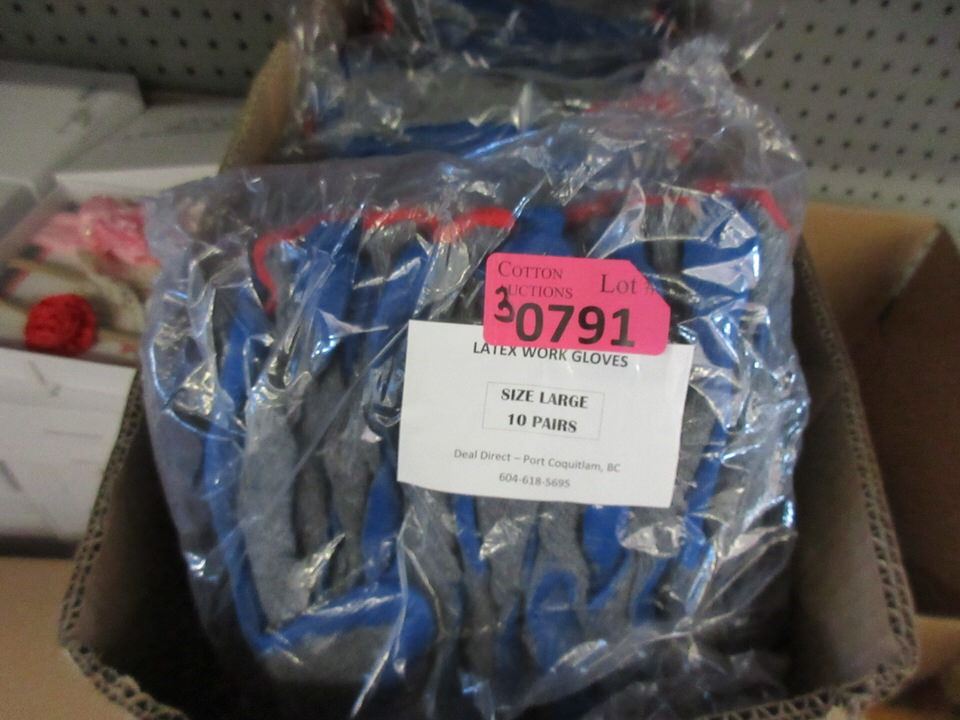 COTTON
AUCTIONS Lot #
30791
LATEX WORK GLOVES
SIZE LARGE
10 PAIRS
Deal Direct – Port Coquitlam, BC
604-618-5695